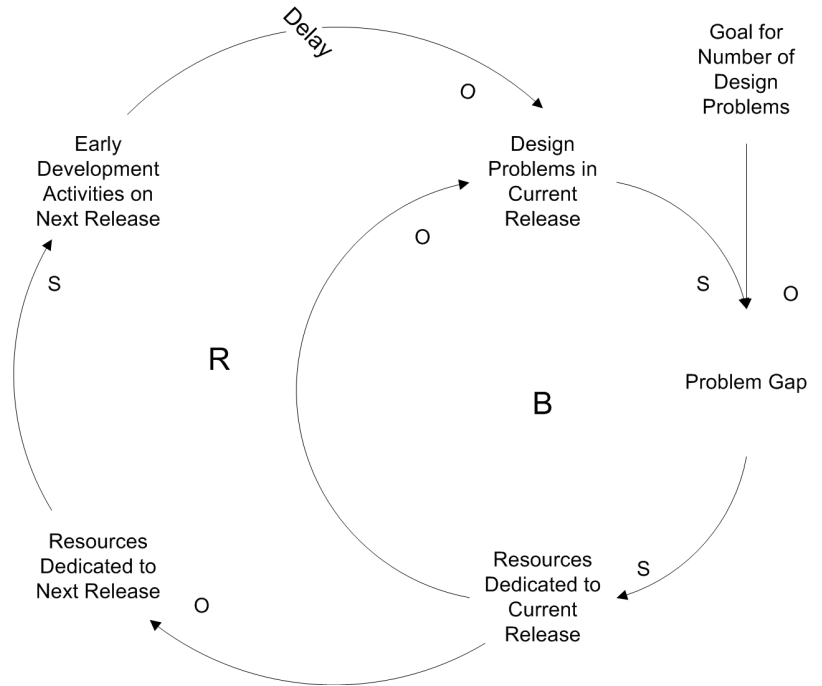 Delay
Goal for
Number of
Design
Problems
O
Early
Development
Activities on
Next Release
Design
Problems in
Current
Release
O
S
S
O
R
Problem Gap
B
Resources
Dedicated to
Next Release
Resources
Dedicated to
Current
Release
S
O